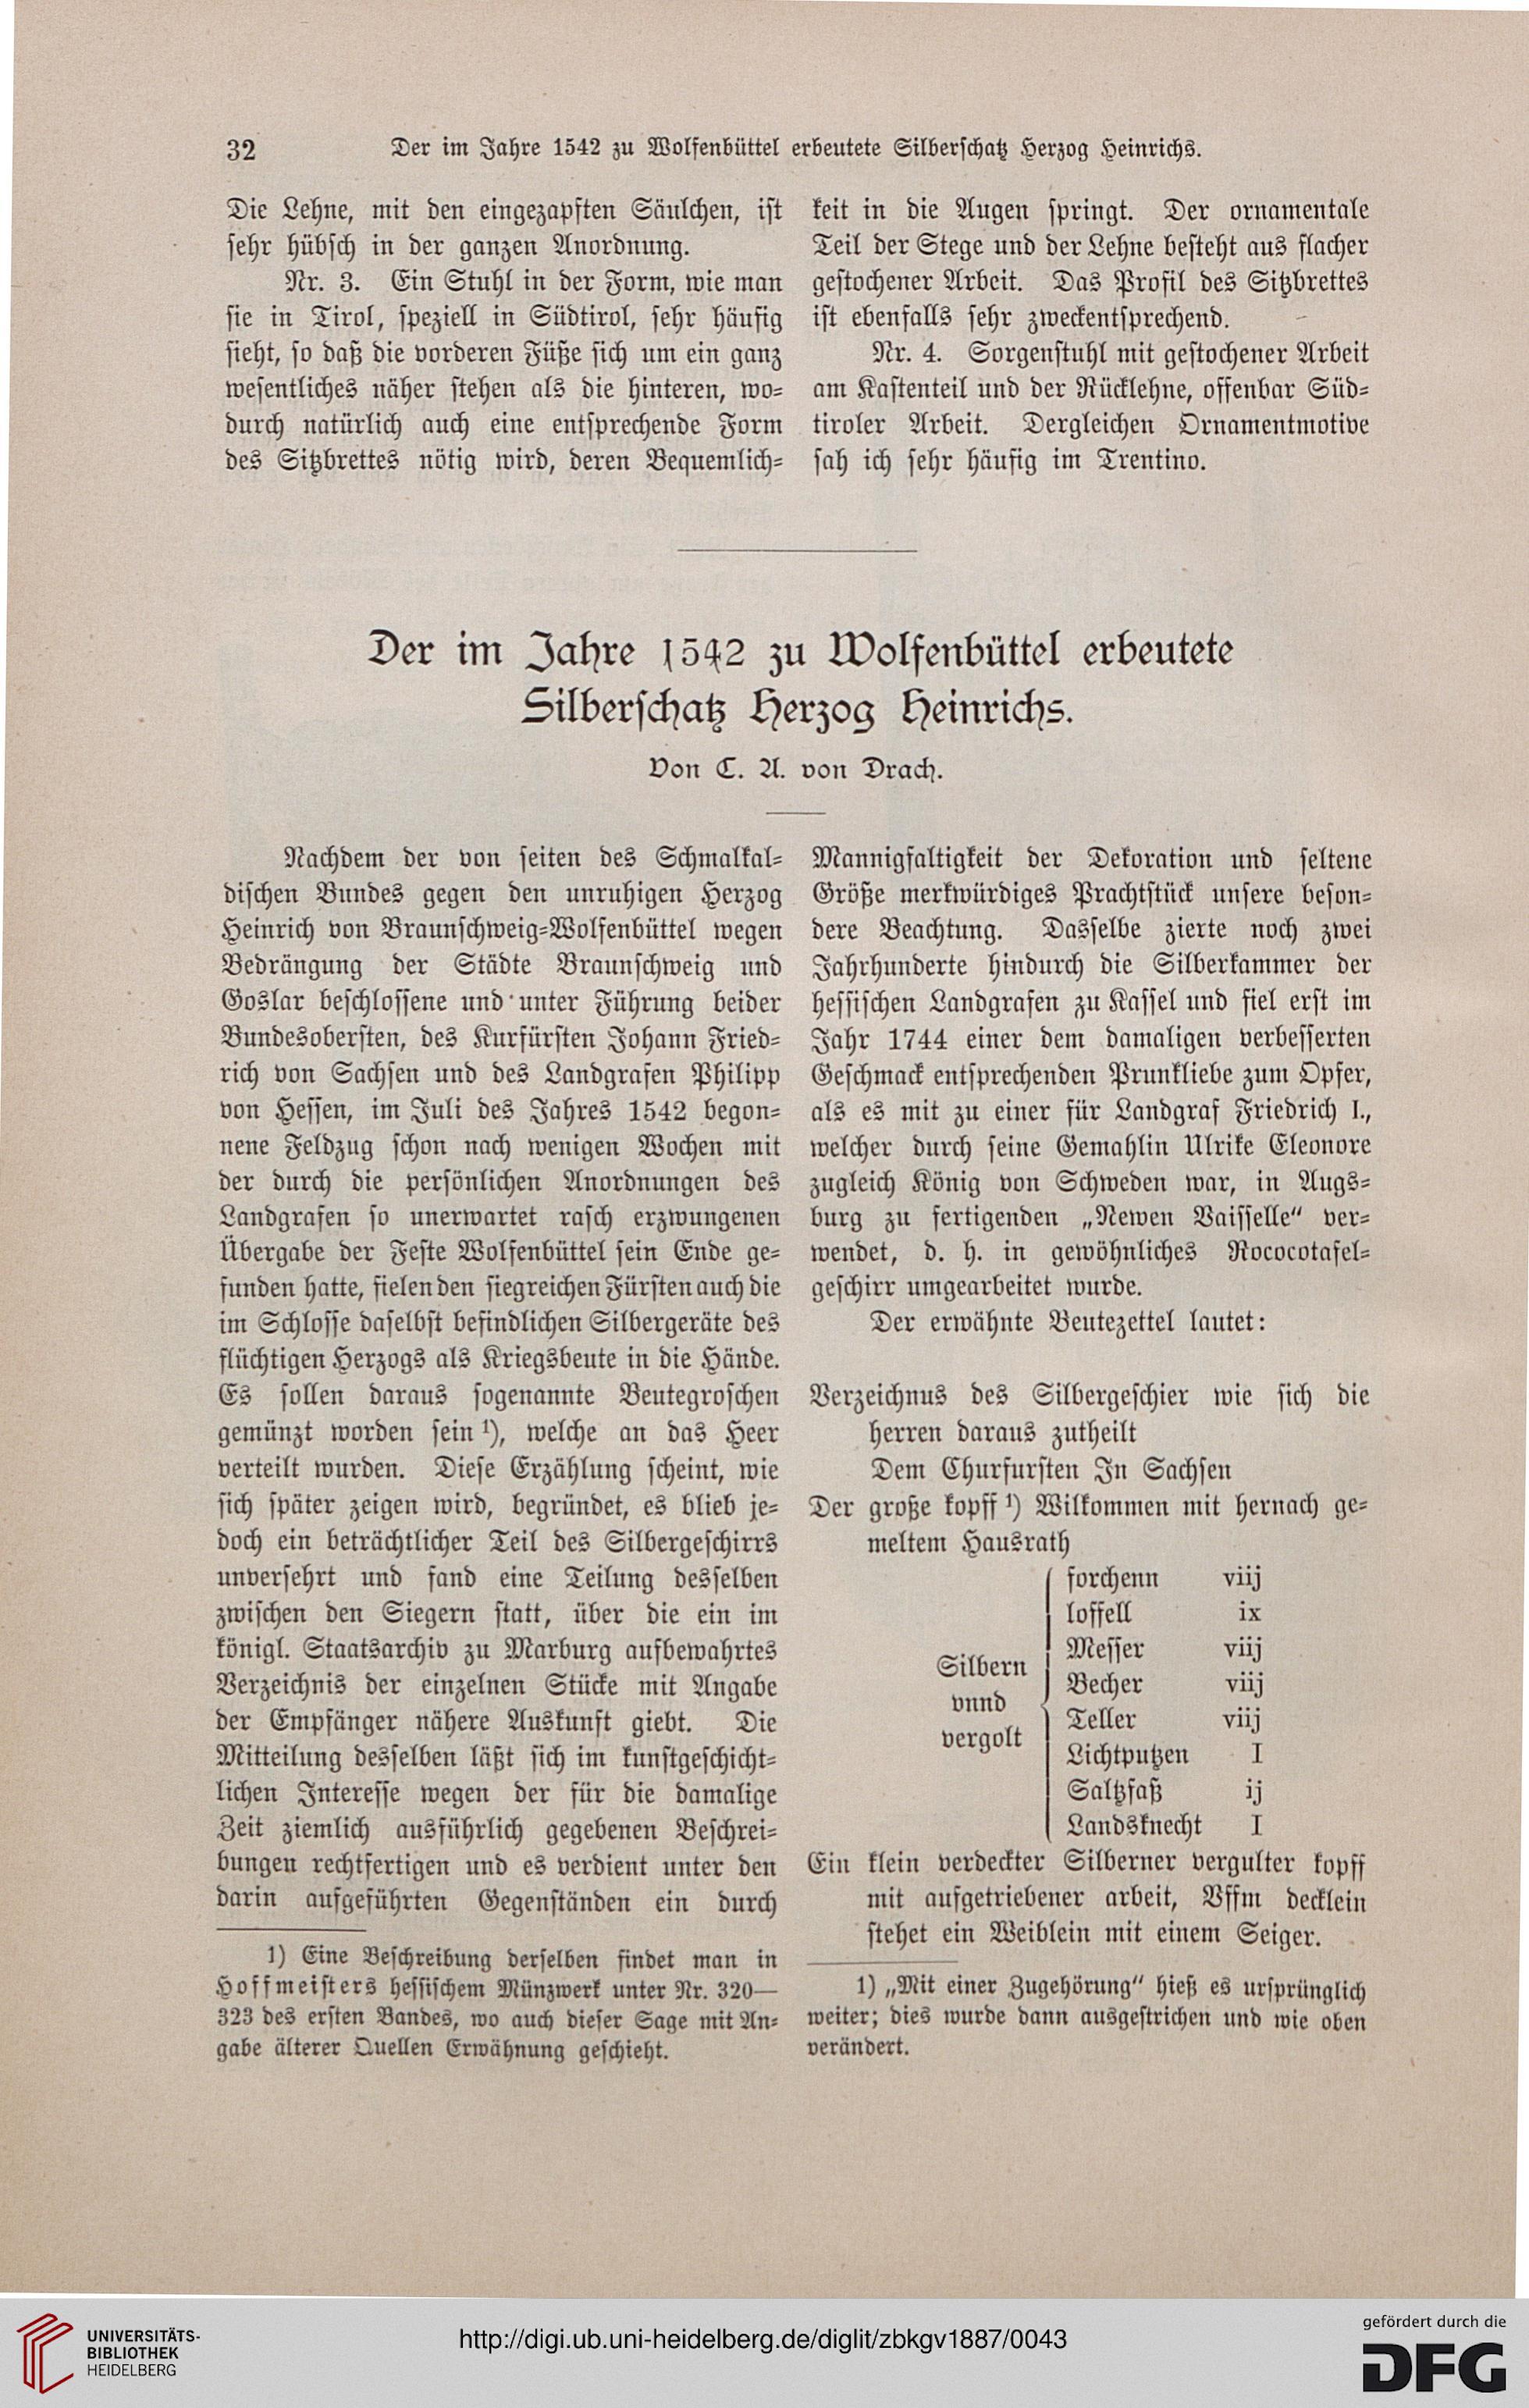 32
Der im Jahre 1542 zu Wolfenbüttel erbeutete Silberschatz Herzog Heinrichs.
Die Lehne, mit den eingezapften Säulchen, ist
sehr hübsch in der ganzen Anordnung.
Nr. 3. Ein Stuhl in der Form, wie man
sie in Tirol, speziell in Südtirol, sehr häufig
sieht, so daß die vorderen Füße sich um ein ganz
wesentliches näher stehen als die hinteren, wo-
durch natürlich auch eine entsprechende Form
des Sitzbrettes nötig wird, deren Bequemlich-
keit in die Augen springt. Der ornamentale
Teil der Stege und der Lehne besteht aus flacher
gestochener Arbeit. Das Profil des Sitzbrettes
ist ebenfalls sehr zweckentsprechend.
Nr. 4. Sorgenstuhl mit gestochener Arbeit
am Kastenteil und der Rücklehne, offenbar Süd-
tiroler Arbeit. Dergleichen Ornamentmotive
sah ich sehr häufig im Trentino.
Der im Jahre 1542 zu Wolfenbüttel erbeutete
Silberschatz Herzog Heinrichs.
Von C. A. von Drach.
Nachdem der von seiten des Schmalkal-
dischen Bundes gegen den unruhigen Herzog
Heinrich von Braunschweig-Wolfenbüttel wegen
Bedrängung der Städte Braunschweig und
Goslar beschlossene und unter Führung beider
Bundesobersten, des Kurfürsten Johann Fried-
rich von Sachsen und des Landgrafen Philipp
von Hessen, im Juli des Jahres 1542 begon-
nene Feldzug schon nach wenigen Wochen mit
der durch die persönlichen Anordnungen des
Landgrafen so unerwartet rasch erzwungenen
Übergabe der Feste Wolfenbüttel sein Ende ge-
funden hatte, fielen den siegreichen Fürsten auch die
im Schlosse daselbst befindlichen Silbergeräte des
flüchtigen Herzogs als Kriegsbeute in die Hände.
Es sollen daraus sogenannte Beutegroschen
gemünzt worden sein ¹), welche an das Heer
verteilt wurden. Diese Erzählung scheint, wie
sich später zeigen wird, begründet, es blieb je-
doch ein beträchtlicher Teil des Silbergeschirrs
unversehrt und fand eine Teilung desselben
zwischen den Siegern statt, über die ein im
königl. Staatsarchiv zu Marburg aufbewahrtes
Verzeichnis der einzelnen Stücke mit Angabe
der Empfänger nähere Auskunft giebt. Die
Mitteilung desselben läßt sich im kunstgeschicht-
lichen Interesse wegen der für die damalige
Zeit ziemlich ausführlich gegebenen Beschrei-
bungen rechtfertigen und es verdient unter den
darin aufgeführten Gegenständen ein durch
1) Eine Beschreibung derselben findet man in
Hoffmeisters hessischem Münzwerk unter Nr. 320—
323 des ersten Bandes, wo auch dieser Sage mit An-
gabe älterer Quellen Erwähnung geschieht.
Mannigfaltigkeit der Dekoration und seltene
Größe merkwürdiges Prachtstück unsere beson-
dere Beachtung. Dasselbe zierte noch zwei
Jahrhunderte hindurch die Silberkammer der
hessischen Landgrafen zu Kassel und fiel erst im
Jahr 1744 einer dem damaligen verbesserten
Geschmack entsprechenden Prunkliebe zum Opfer,
als es mit zu einer für Landgraf Friedrich I.,
welcher durch seine Gemahlin Ulrike Eleonore
zugleich König von Schweden war, in Augs-
burg zu fertigenden „Newen Vaisselle“ ver-
wendet, d. h. in gewöhnliches Rococotafel-
geschirr umgearbeitet wurde.
Der erwähnte Beutezettel lautet:
Verzeichnus des Silbergeschier wie sich die
herren daraus zutheilt
Dem Churfursten In Sachsen
Der große kopff ¹) Wilkommen mit hernach ge-
meltem Hausrath
Silbern
vnnd
vergolt
forchenn viij
loffell ix
Messer viij
Becher viij
Teller viij
Lichtputzen I
Saltzfaß ij
Landsknecht I
Ein klein verdeckter Silberner vergulter kopff
mit aufgetriebener arbeit, Vffm decklein
stehet ein Weiblein mit einem Seiger.
1) „Mit einer Zugehörung“ hieß es ursprünglich
weiter; dies wurde dann ausgestrichen und wie oben
verändert.
UNIVERSITÄTS-
BIBLIOTHEK
HEIDELBERG
http://digi.ub.uni-heidelberg.de/diglit/zbkgv1887/0043
gefördert durch die
DFG